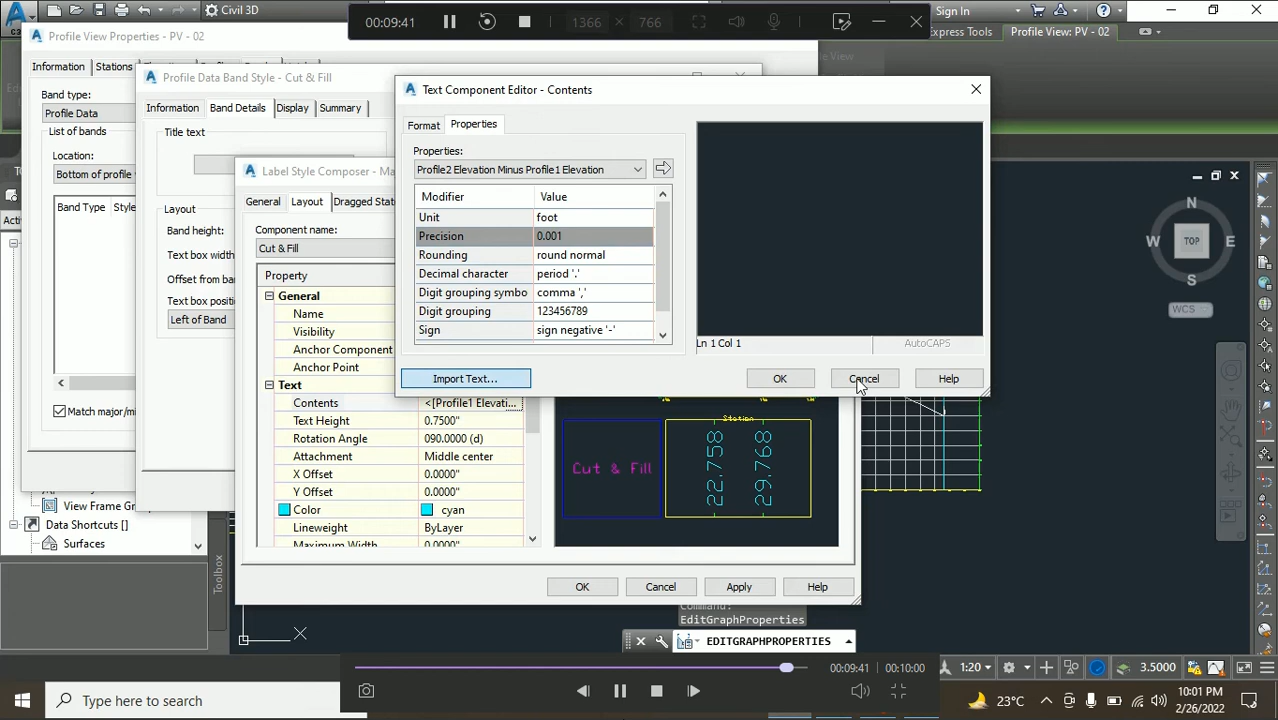 Civil 3D
00:09:41
1366 × 766
Sign In
Express Tools
Profile View: PV - 02
Profile View Properties - PV - 02
Information
Stations
Band type:
Profile Data
List of bands
Location:
Bottom of profile
Band Type
Style
Match major/mi
View Frame G
Data Shortcuts []
Surfaces
Toolbox
Profile Data Band Style - Cut & Fill
Information
Band Details
Display
Summary
Title text
Layout
Band height:
Text box width
Offset from ba
Text box position
Left of Band
Label Style Composer - Ma
General
Layout
Dragged Stat
Component name:
Cut & Fill
Property
General
Name
Visibility
Anchor Component
Anchor Point
Text
Contents
<[Profile1 Elevati...
Text Height
0.7500"
Rotation Angle
090.0000 (d)
Attachment
Middle center
X Offset
0.0000"
Y Offset
0.0000"
Color
cyan
Lineweight
ByLayer
Maximum Width
0.0000"
Station
Cut & Fill
22.758
29.768
OK
Cancel
Apply
Help
Text Component Editor - Contents
Format
Properties
Properties:
Profile2 Elevation Minus Profile1 Elevation
Modifier
Value
Unit
foot
Precision
0.001
Rounding
round normal
Decimal character
period '.'
Digit grouping symbo
comma ','
Digit grouping
123456789
Sign
sign negative '-'
Ln 1 Col 1
AutoCAPS
Import Text...
OK
Cancel
Help
N
W
TOP
E
S
WCS
X
Command:
EditGraphProperties
EDITGRAPHPROPERTIES
00:09:41
00:10:00
1:20
3.5000
Type here to search
23°C
10:01 PM
2/26/2022